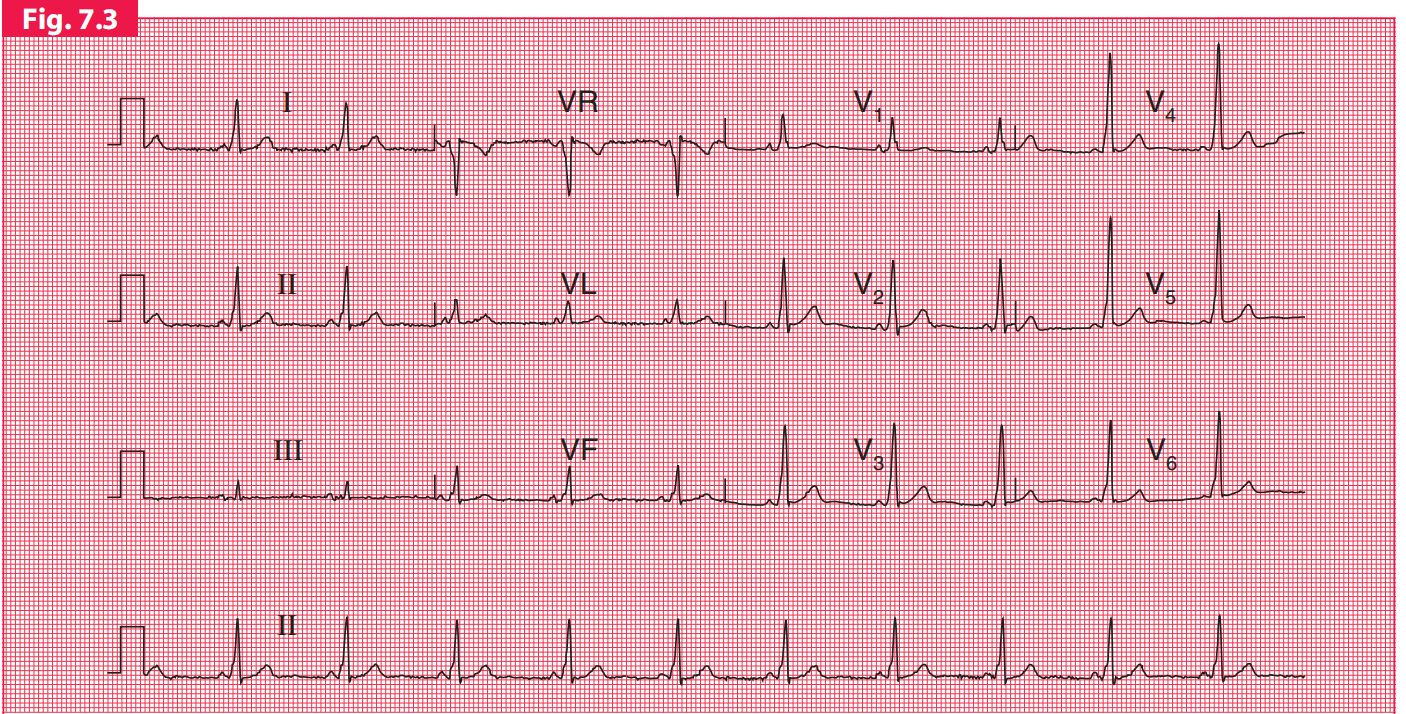 Fig. 7.3
I VR V₁ V₄
II VL V₂ V₅
III VF V₃ V₆
II